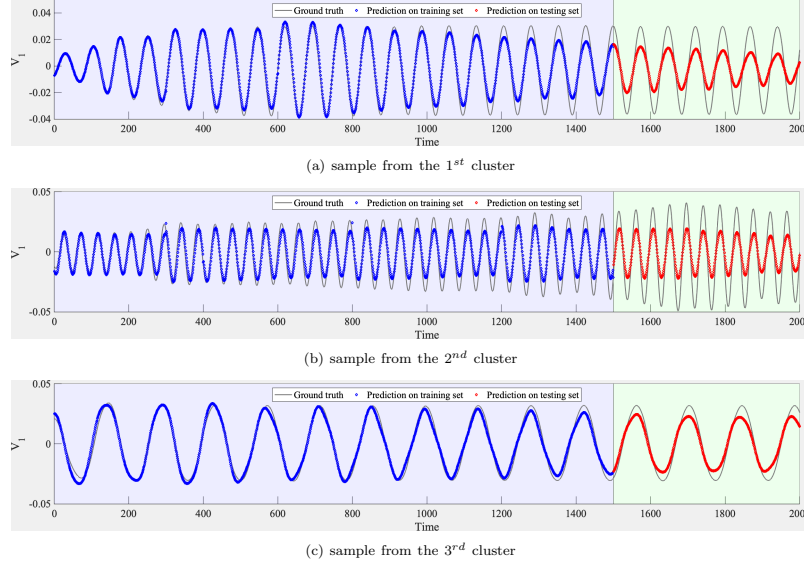 Ground truth Prediction on training set Prediction on testing set
0.04
0.02
0
-0.02
-0.04
V1
0 200 400 600 800 1000 1200 1400 1600 1800 2000
Time
(a) sample from the 1st cluster
Ground truth Prediction on training set Prediction on testing set
0.05
0
-0.05
V1
0 200 400 600 800 1000 1200 1400 1600 1800 2000
Time
(b) sample from the 2nd cluster
Ground truth Prediction on training set Prediction on testing set
0.05
0
-0.05
V1
0 200 400 600 800 1000 1200 1400 1600 1800 2000
Time
(c) sample from the 3rd cluster